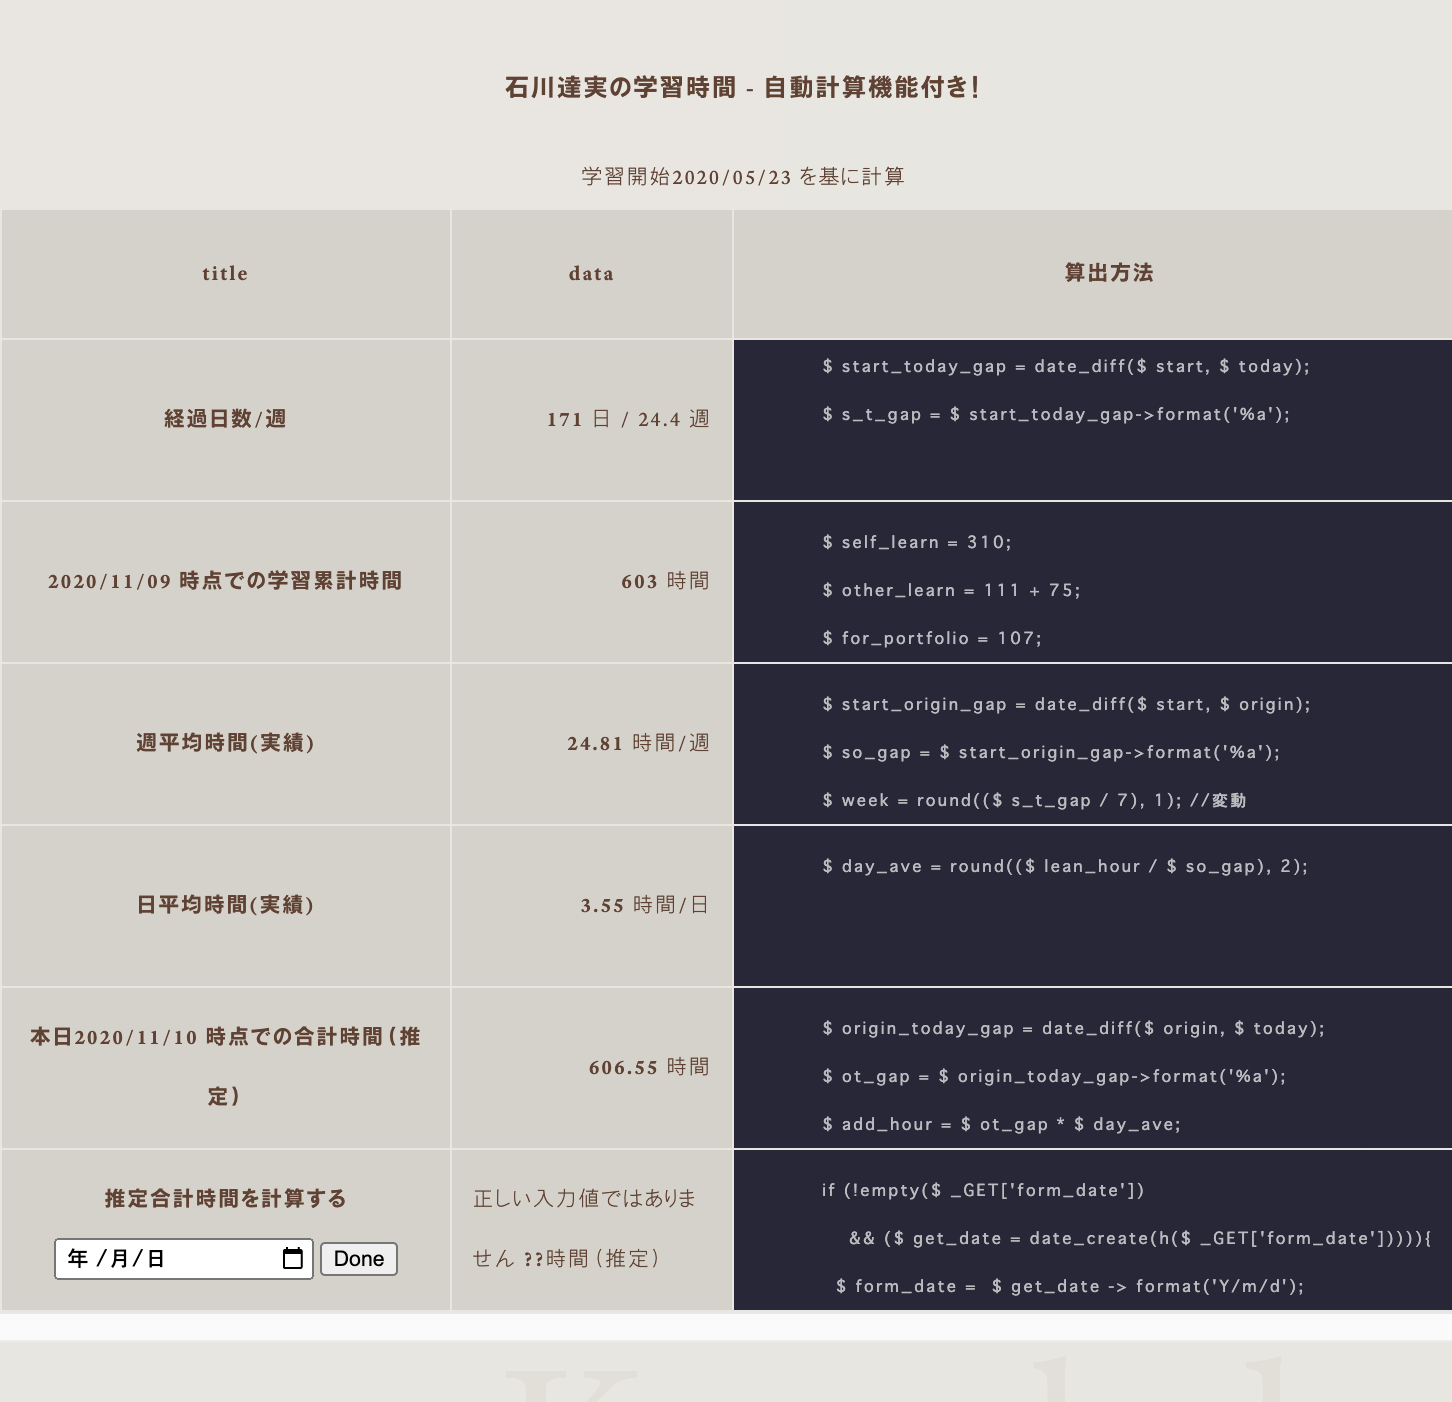 石川達実の学習時間 - 自動計算機能付き！
学習開始2020/05/23 を基に計算
title
data
算出方法
経過日数/週
171 日 / 24.4 週
$ start_today_gap = date_diff($ start, $ today);
$ s_t_gap = $ start_today_gap->format('%a');
2020/11/09 時点での学習累計時間
603 時間
$ self_learn = 310;
$ other_learn = 111 + 75;
$ for_portfolio = 107;
週平均時間(実績)
24.81 時間/週
$ start_origin_gap = date_diff($ start, $ origin);
$ so_gap = $ start_origin_gap->format('%a');
$ week = round(($ s_t_gap / 7), 1); //変動
日平均時間(実績)
3.55 時間/日
$ day_ave = round(($ lean_hour / $ so_gap), 2);
本日2020/11/10 時点での合計時間（推
定）
606.55 時間
$ origin_today_gap = date_diff($ origin, $ today);
$ ot_gap = $ origin_today_gap->format('%a');
$ add_hour = $ ot_gap * $ day_ave;
推定合計時間を計算する
年 /月/日
Done
正しい入力値ではありま
せん ??時間（推定）
if (!empty($ _GET['form_date'])
&& ($ get_date = date_create(h($ _GET['form_date'])))){
$ form_date =  $ get_date -> format('Y/m/d');